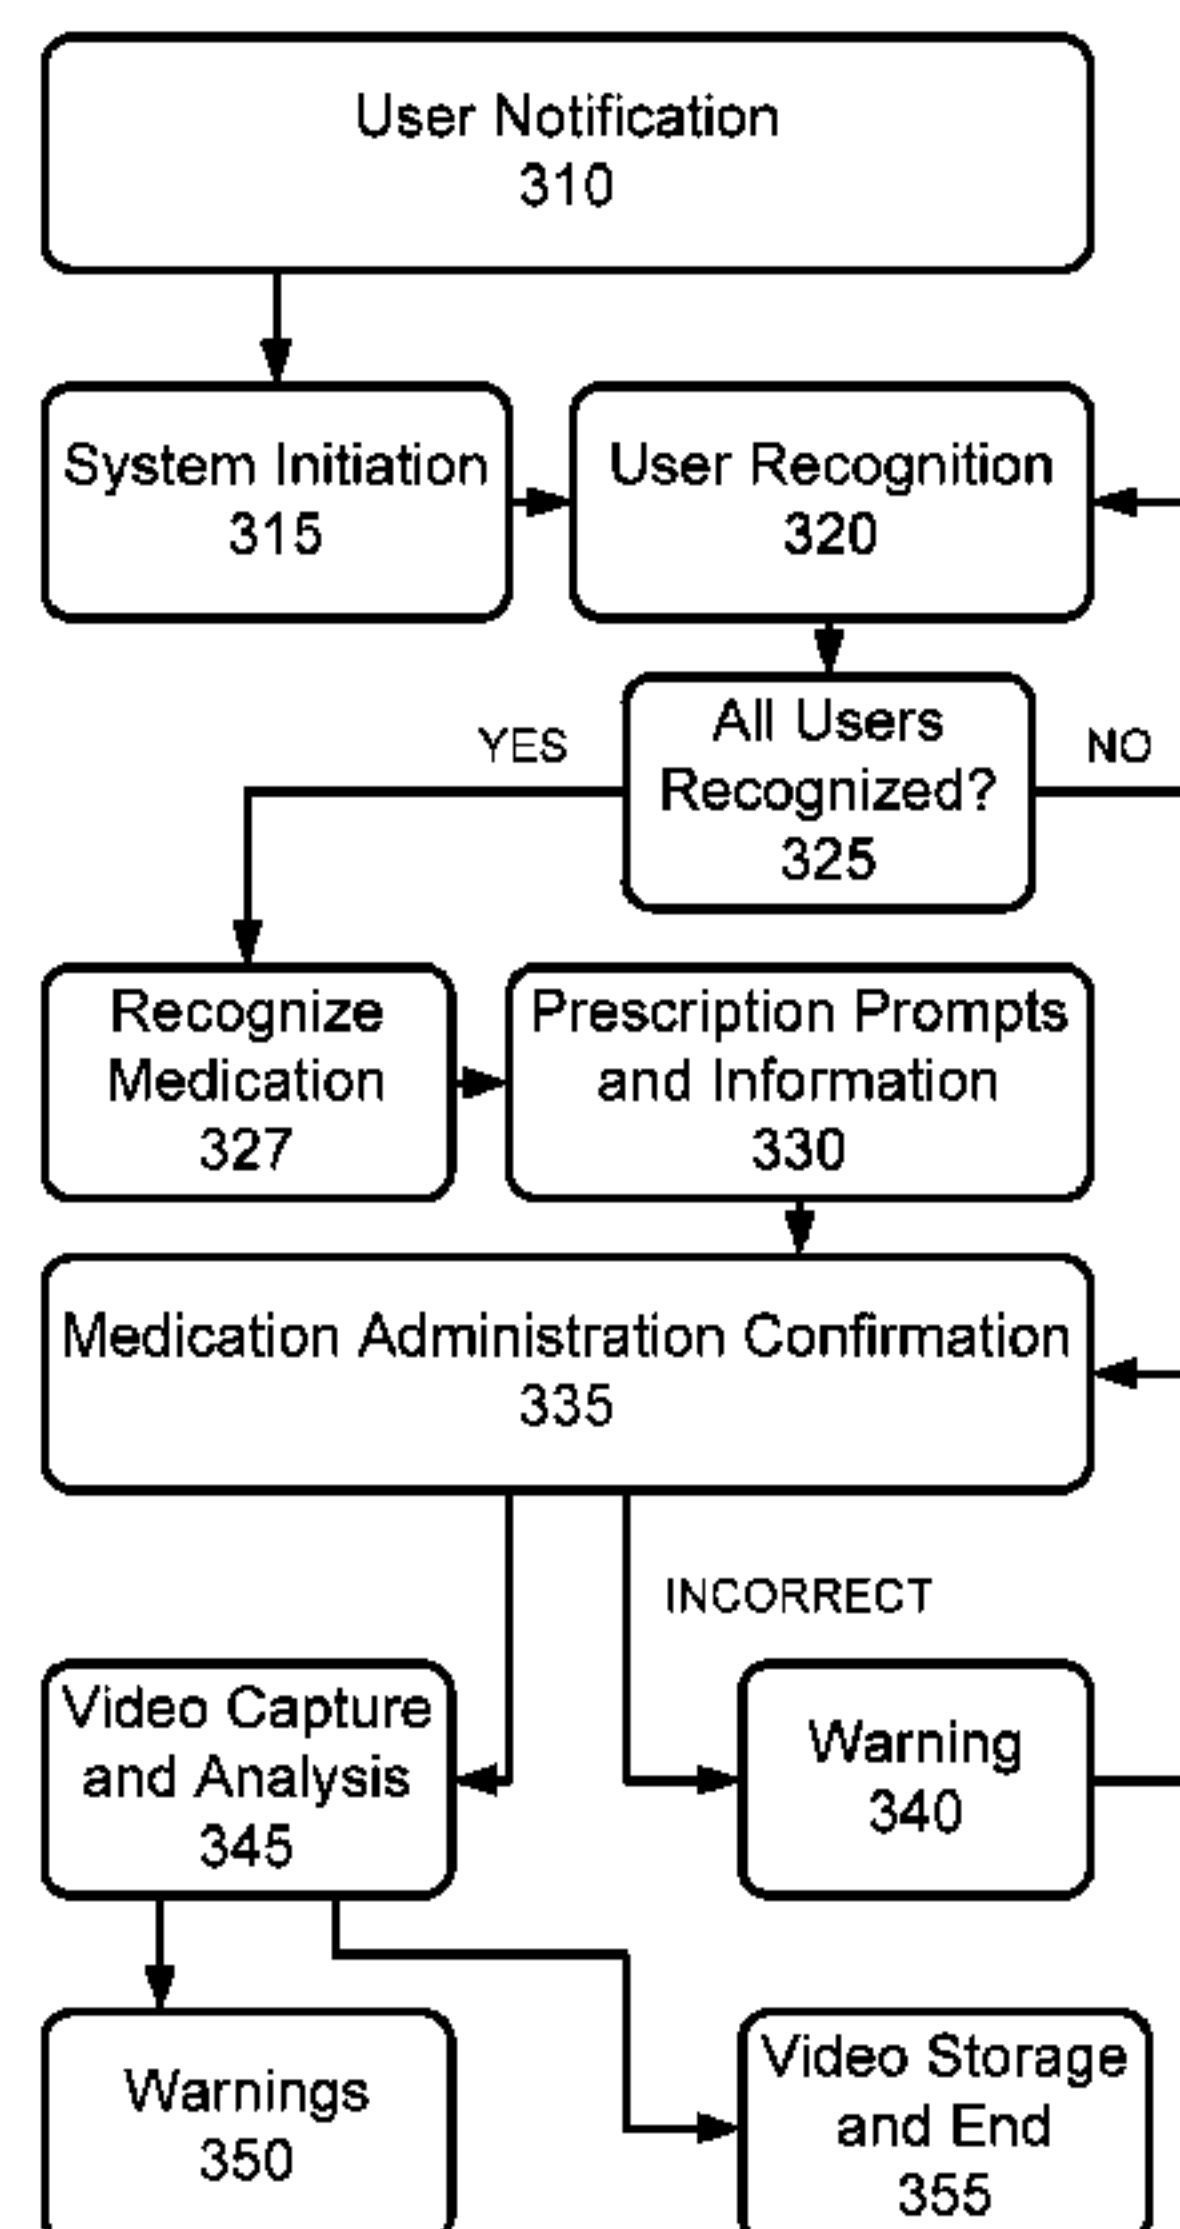 User Notification
310
System Initiation
315
User Recognition
320
All Users
Recognized?
325
YES
NO
Recognize
Medication
327
Prescription Prompts
and Information
330
Medication Administration Confirmation
335
INCORRECT
Video Capture
and Analysis
345
Warning
340
Warnings
350
Video Storage
and End
355